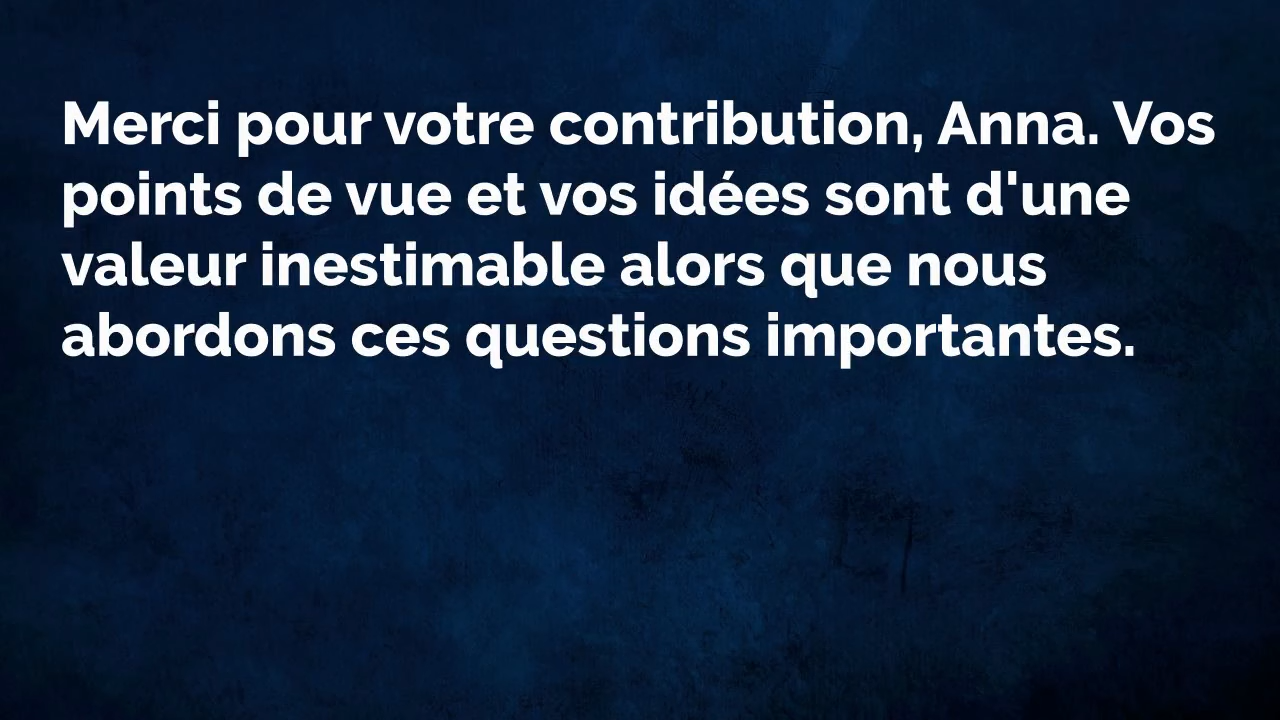 Merci pour votre contribution, Anna. Vos
points de vue et vos idées sont d'une
valeur inestimable alors que nous
abordons ces questions importantes.